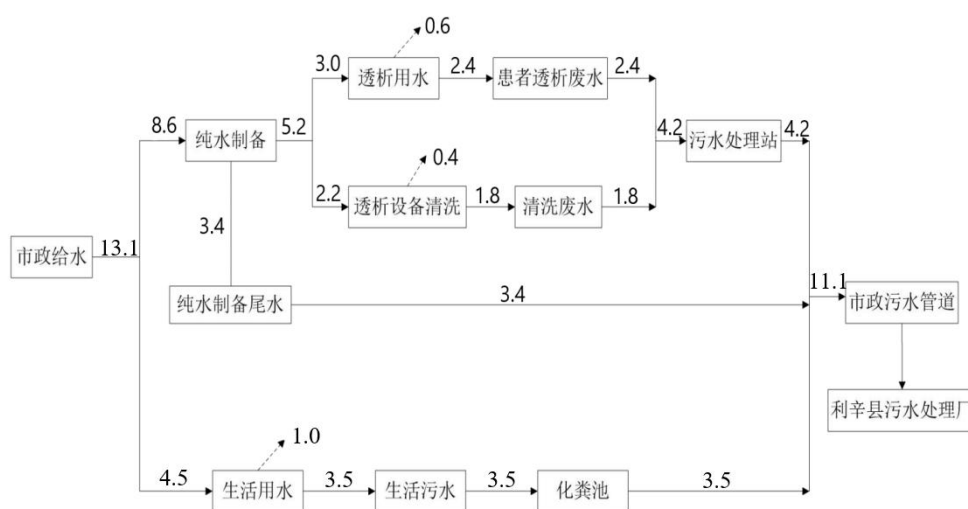 0.6
3.0
透析用水
2.4
患者透析废水
2.4
8.6
纯水制备
5.2
4.2
污水处理站
4.2
0.4
2.2
透析设备清洗
1.8
清洗废水
1.8
3.4
市政给水
13.1
纯水制备尾水
3.4
11.1
市政污水管道
利辛县污水处理厂
1.0
4.5
生活用水
3.5
生活污水
3.5
化粪池
3.5